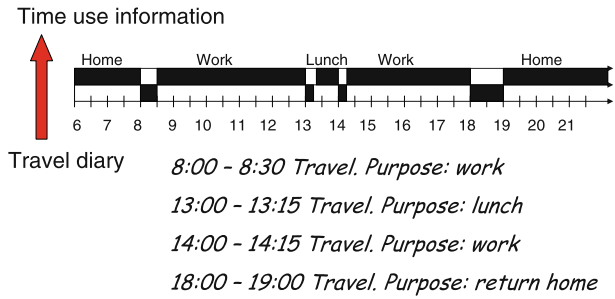 Time use information
Home Work Lunch Work Home
6 7 8 9 10 11 12 13 14 15 16 17 18 19 20 21
Travel diary
8:00 – 8:30 Travel. Purpose: work
13:00 – 13:15 Travel. Purpose: lunch
14:00 – 14:15 Travel. Purpose: work
18:00 – 19:00 Travel. Purpose: return home